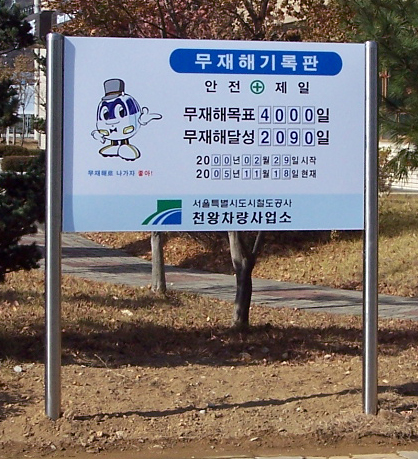 무재해기록판
안전 제일
무재해목표 4000일
무재해달성 2090일
2000년02월29일시작
2005년11월18일현재
무재해로 나가자 좋아!
서울특별시도시철도공사
천왕차량사업소